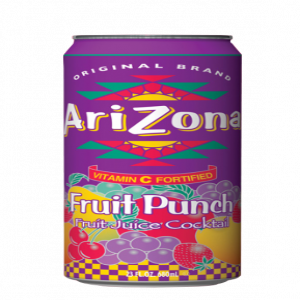 ORIGINAL BRAND
AriZona
VITAMIN C FORTIFIED
Fruit Punch
Fruit Juice Cocktail